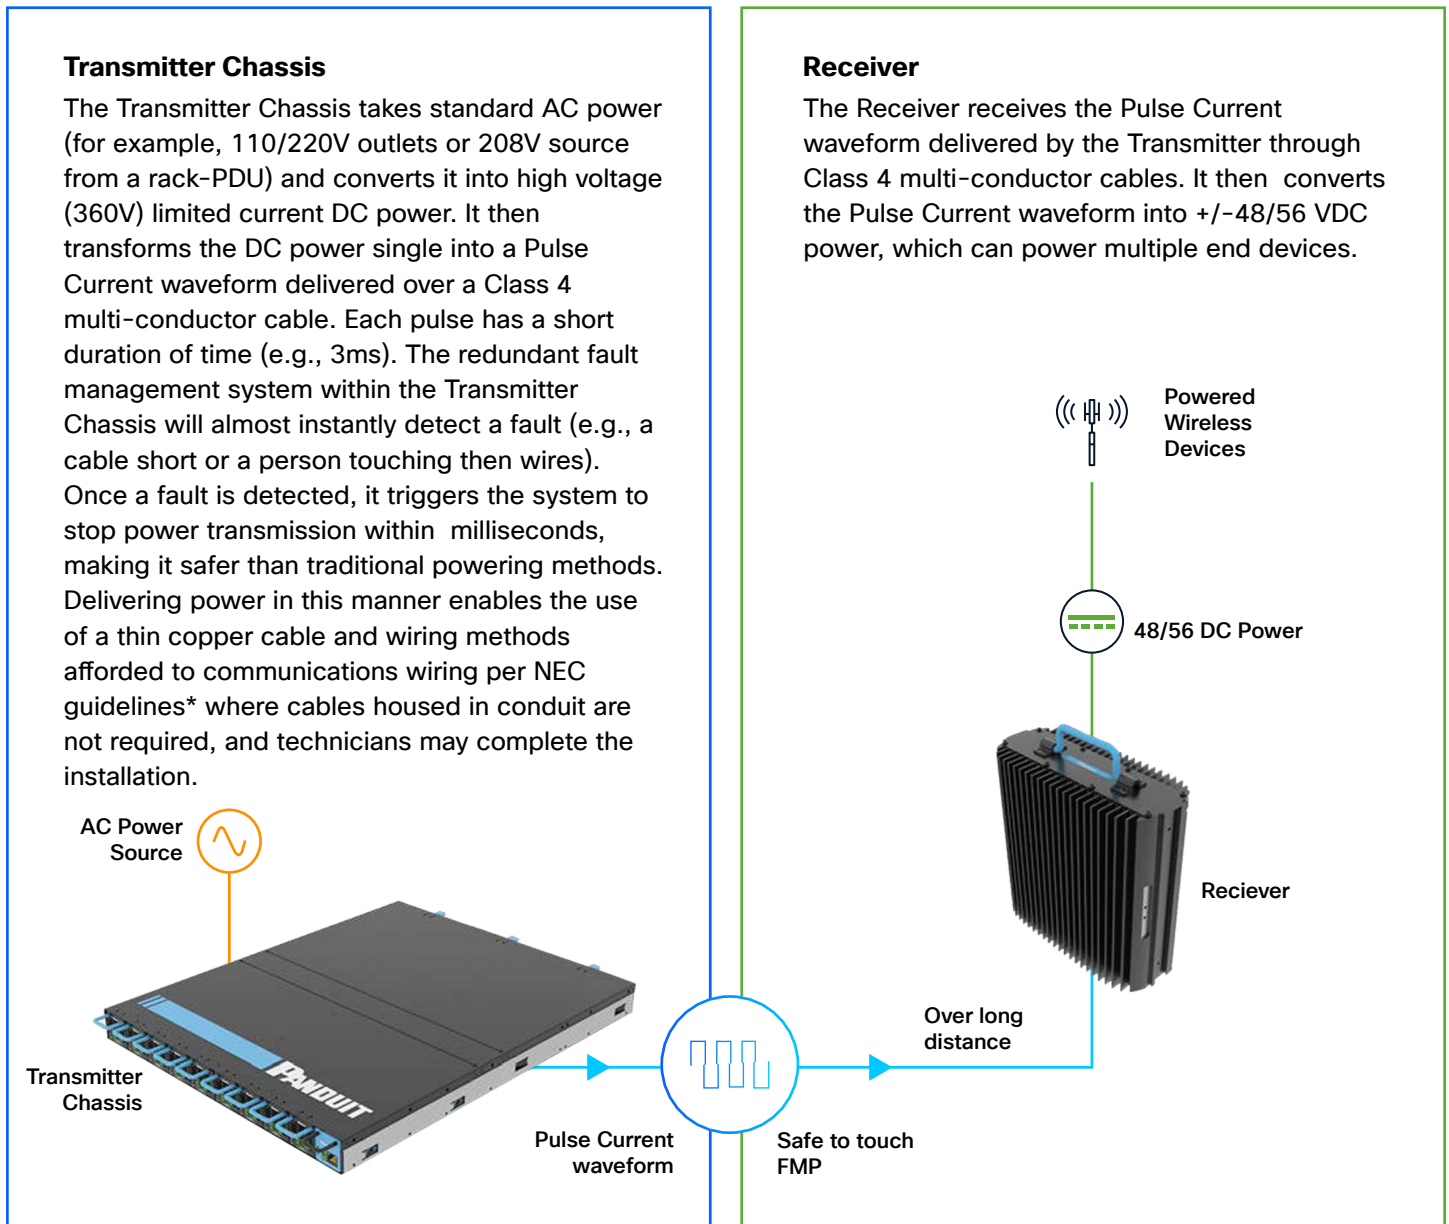 Transmitter Chassis
The Transmitter Chassis takes standard AC power
(for example, 110/220V outlets or 208V source
from a rack-PDU) and converts it into high voltage
(360V) limited current DC power. It then
transforms the DC power single into a Pulse
Current waveform delivered over a Class 4
multi-conductor cable. Each pulse has a short
duration of time (e.g., 3ms). The redundant fault
management system within the Transmitter
Chassis will almost instantly detect a fault (e.g., a
cable short or a person touching then wires).
Once a fault is detected, it triggers the system to
stop power transmission within  milliseconds,
making it safer than traditional powering methods.
Delivering power in this manner enables the use
of a thin copper cable and wiring methods
afforded to communications wiring per NEC
guidelines* where cables housed in conduit are
not required, and technicians may complete the
installation.
AC Power
Source
PANDUIT
Transmitter
Chassis
Pulse Current
waveform
Receiver
The Receiver receives the Pulse Current
waveform delivered by the Transmitter through
Class 4 multi-conductor cables. It then  converts
the Pulse Current waveform into +/-48/56 VDC
power, which can power multiple end devices.
Powered
Wireless
Devices
48/56 DC Power
Reciever
Over long
distance
Safe to touch
FMP